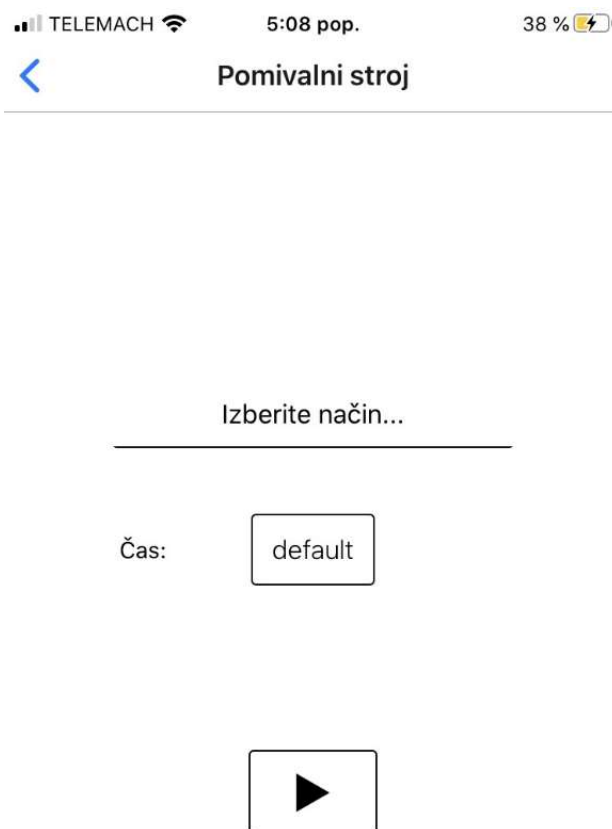 TELEMACH 5:08 pop. 38 %
Pomivalni stroj
Izberite način...
Čas: default